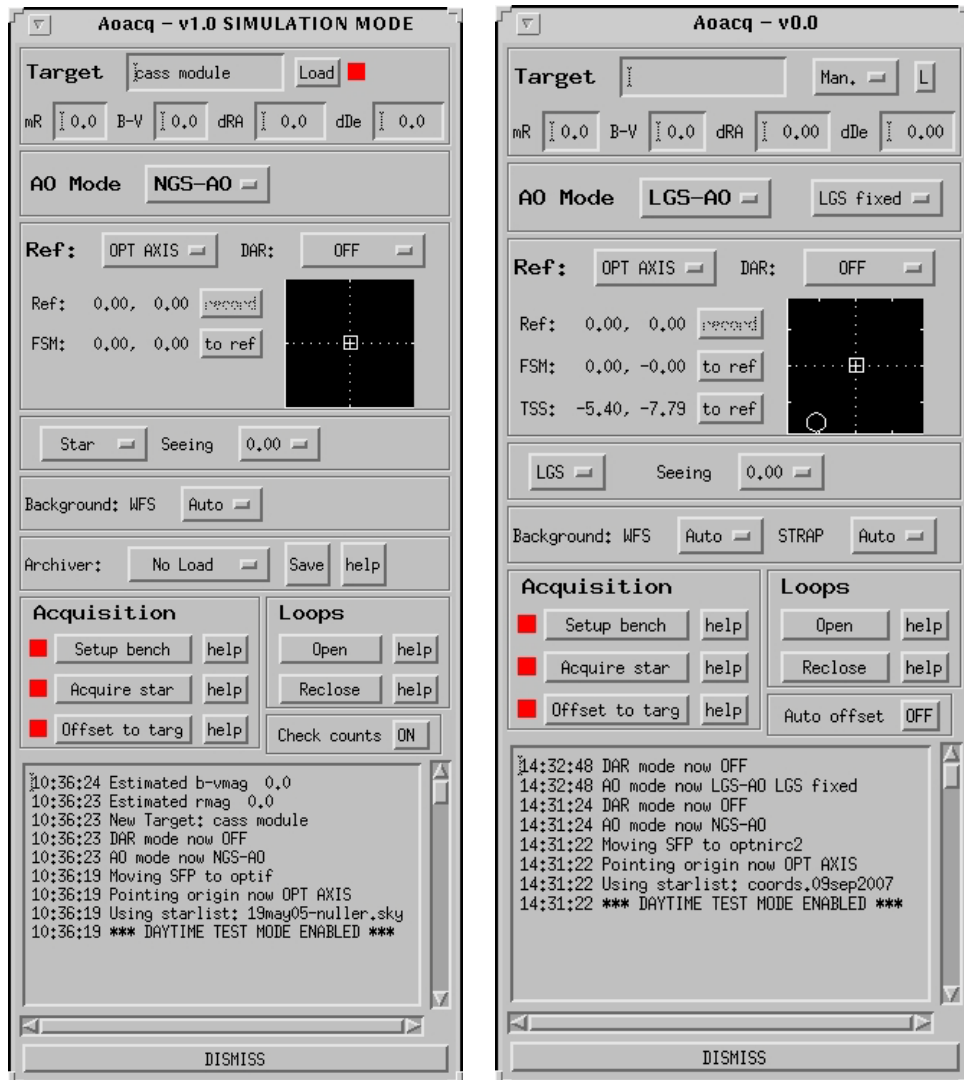 Aoacq – v1.0 SIMULATION MODE
Target cass module Load
mR 0.0 B-V 0.0 dRA 0.0 dDe 0.0
AO Mode NGS-AO
Ref: OPT AXIS DAR: OFF
Ref: 0.00, 0.00 record
FSM: 0.00, 0.00 to ref
Star Seeing 0.00
Background: WFS Auto
Archiver: No Load Save help
Acquisition Loops
Setup bench help Open help
Acquire star help Reclose help
Offset to targ help Check counts ON
10:36:24 Estimated b-vmag 0.0
10:36:23 Estimated rmag 0.0
10:36:23 New Target: cass module
10:36:23 DAR mode now OFF
10:36:23 AO mode now NGS-AO
10:36:19 Moving SFP to optif
10:36:19 Pointing origin now OPT AXIS
10:36:19 Using starlist: 19may05-nuller.sky
10:36:19 *** DAYTIME TEST MODE ENABLED ***
DISMISS
Aoacq – v0.0
Target Man. L
mR 0.0 B-V 0.0 dRA 0.00 dDe 0.00
AO Mode LGS-AO LGS fixed
Ref: OPT AXIS DAR: OFF
Ref: 0.00, 0.00 record
FSM: 0.00, -0.00 to ref
TSS: -5.40, -7.79 to ref
LGS Seeing 0.00
Background: WFS Auto STRAP Auto
Acquisition Loops
Setup bench help Open help
Acquire star help Reclose help
Offset to targ help Auto offset OFF
14:32:48 DAR mode now OFF
14:32:48 AO mode now LGS-AO LGS fixed
14:31:24 DAR mode now OFF
14:31:24 AO mode now NGS-AO
14:31:22 Moving SFP to optnirc2
14:31:22 Pointing origin now OPT AXIS
14:31:22 Using starlist: coords.09sep2007
14:31:22 *** DAYTIME TEST MODE ENABLED ***
DISMISS